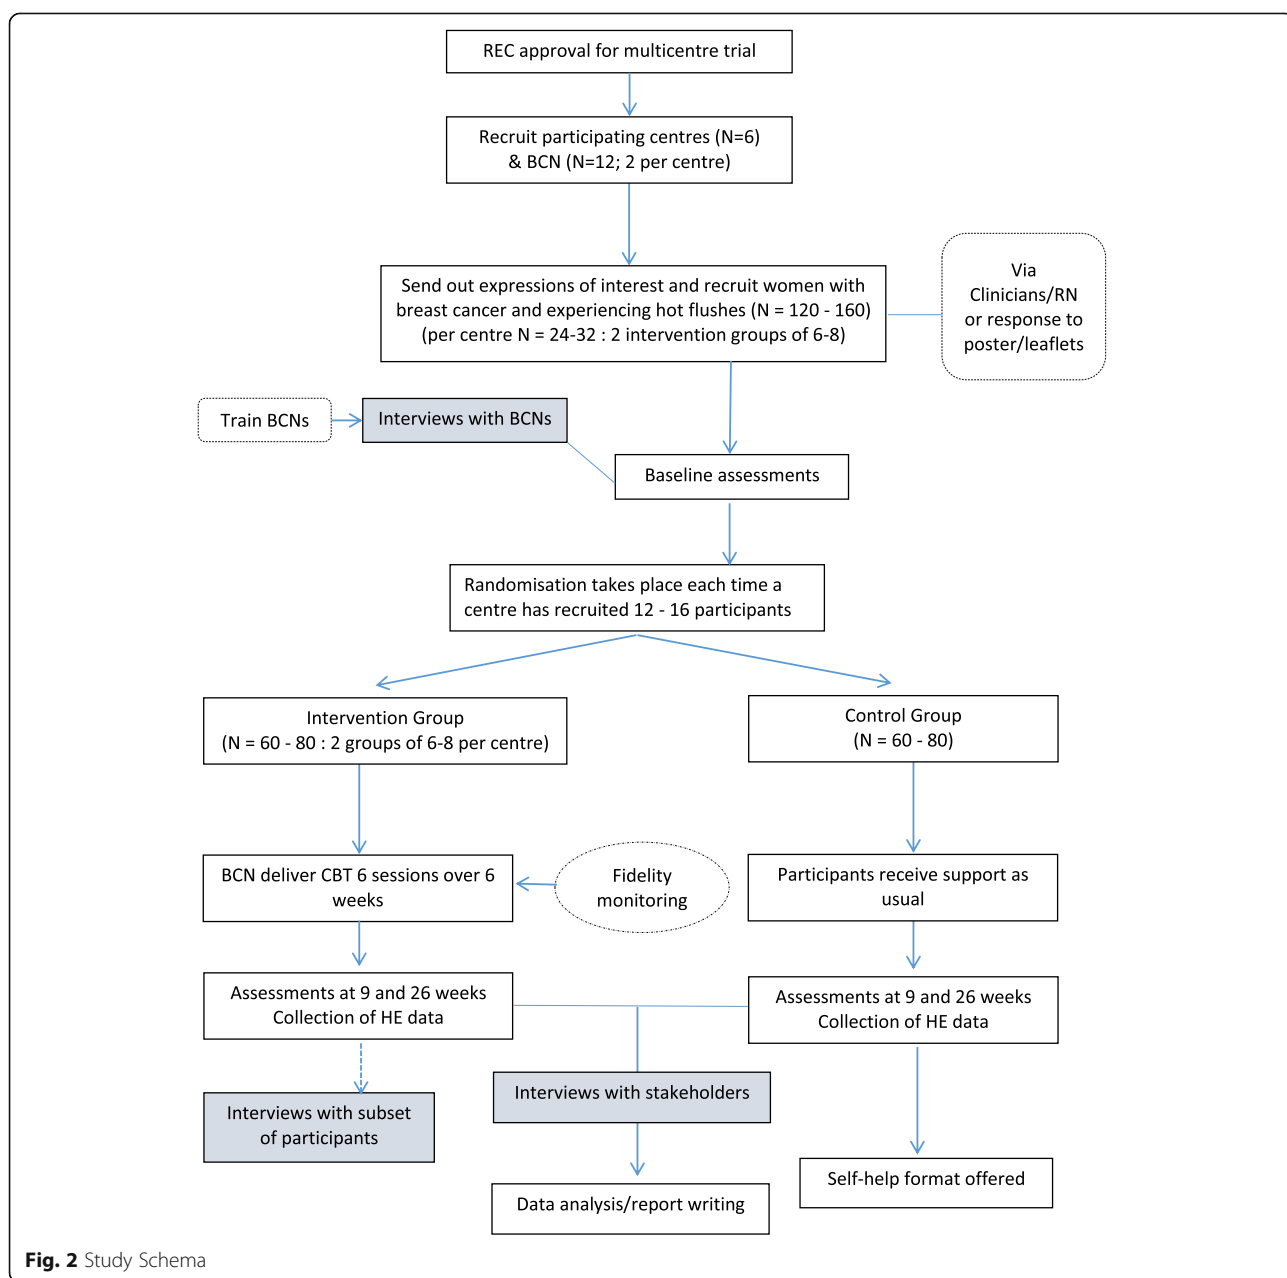 REC approval for multicentre trial
Recruit participating centres (N=6)
& BCN (N=12; 2 per centre)
Send out expressions of interest and recruit women with
breast cancer and experiencing hot flushes (N = 120 - 160)
(per centre N = 24-32 : 2 intervention groups of 6-8)
Via
Clinicians/RN
or response to
poster/leaflets
Train BCNs
Interviews with BCNs
Baseline assessments
Randomisation takes place each time a
centre has recruited 12 - 16 participants
Intervention Group
(N = 60 - 80 : 2 groups of 6-8 per centre)
Control Group
(N = 60 - 80)
BCN deliver CBT 6 sessions over 6
weeks
Fidelity
monitoring
Participants receive support as
usual
Assessments at 9 and 26 weeks
Collection of HE data
Assessments at 9 and 26 weeks
Collection of HE data
Interviews with subset
of participants
Interviews with stakeholders
Self-help format offered
Data analysis/report writing
Fig. 2 Study Schema